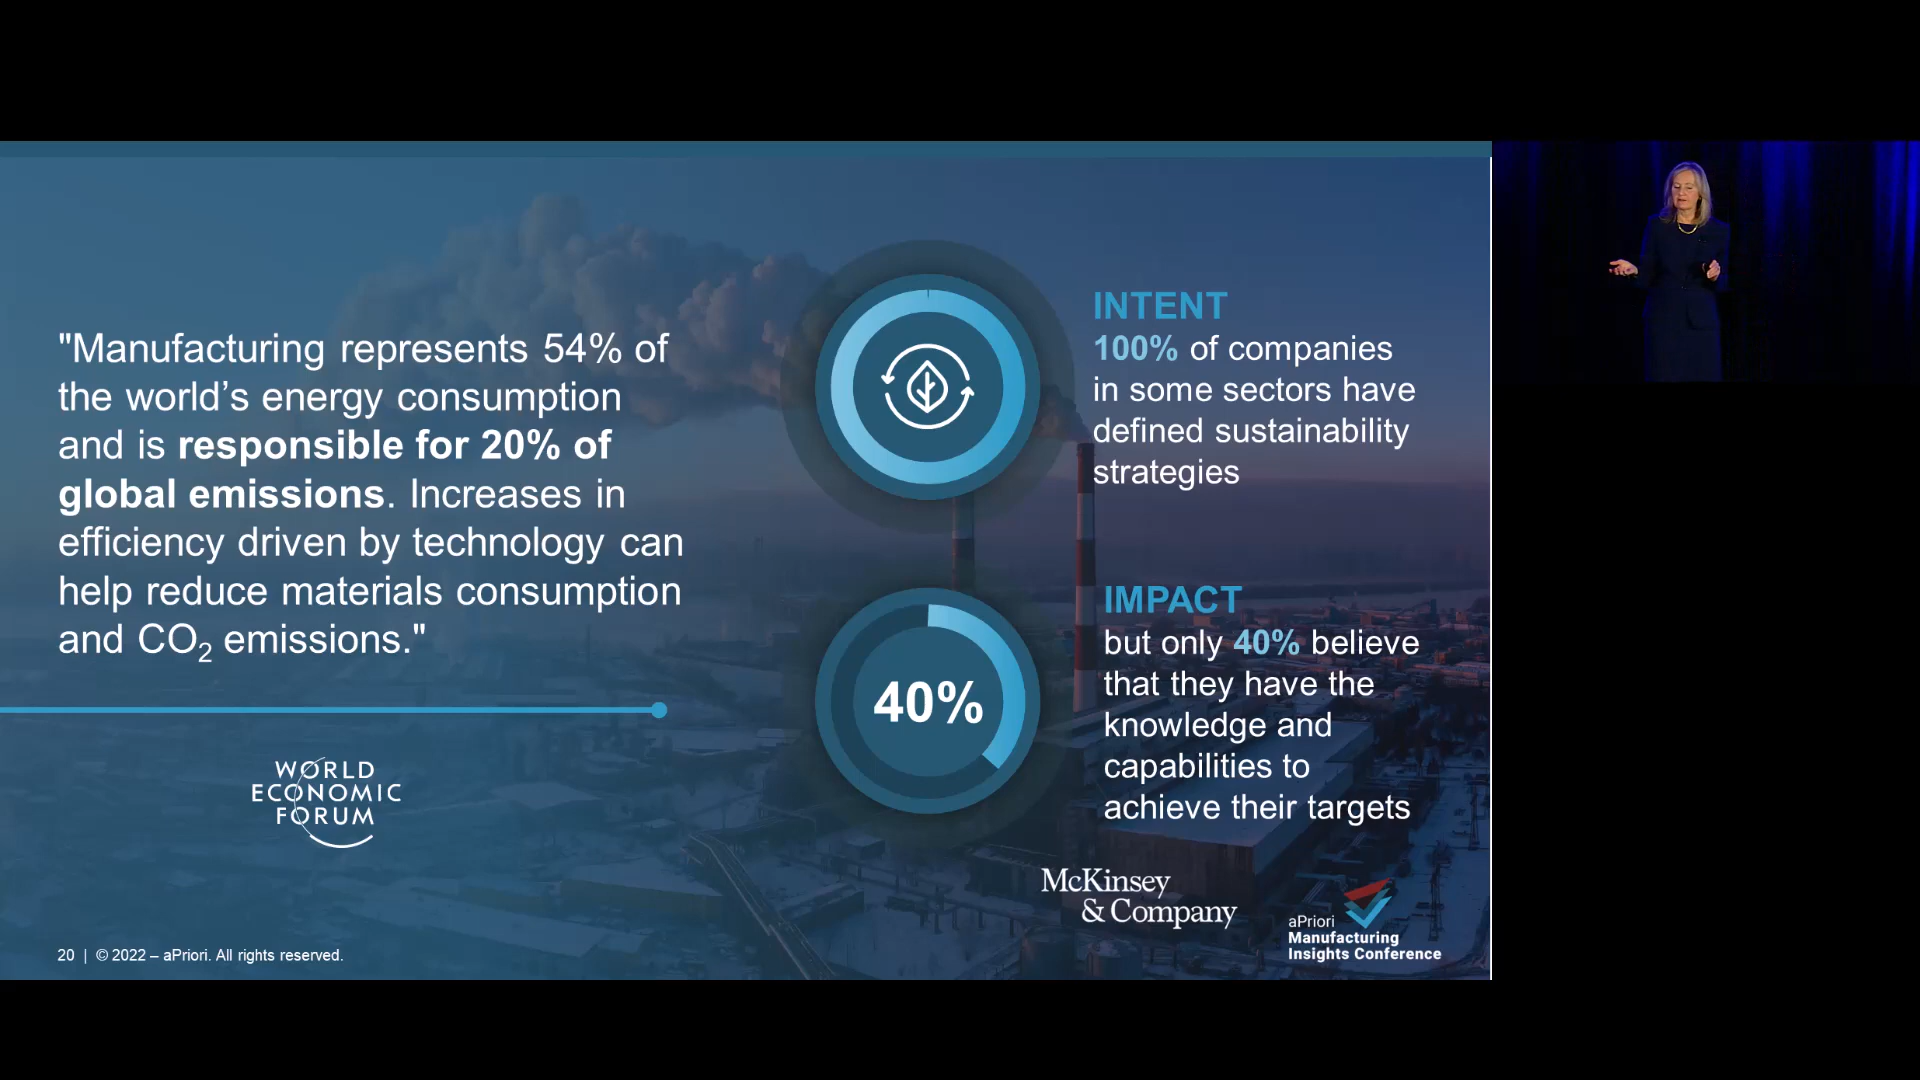 "Manufacturing represents 54% of
the world’s energy consumption
and is responsible for 20% of
global emissions. Increases in
efficiency driven by technology can
help reduce materials consumption
and CO₂ emissions."
WORLD
ECONOMIC
FORUM
INTENT
100% of companies
in some sectors have
defined sustainability
strategies
40%
IMPACT
but only 40% believe
that they have the
knowledge and
capabilities to
achieve their targets
McKinsey
& Company
aPriori
Manufacturing
Insights Conference
20 | © 2022 – aPriori. All rights reserved.